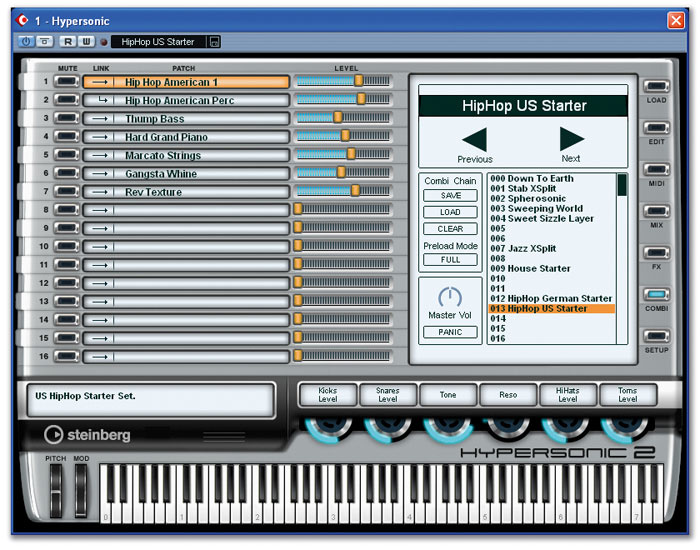 1 - Hypersonic
R W HipHop US Starter
MUTE LINK PATCH LEVEL
1 Hip Hop American 1
2 Hip Hop American Perc
3 Thump Bass
4 Hard Grand Piano
5 Marcato Strings
6 Gangsta Whine
7 Rev Texture
8
9
10
11
12
13
14
15
16
HipHop US Starter
Previous Next
Combi Chain
SAVE
LOAD
CLEAR
Preload Mode
FULL
Master Vol
PANIC
000 Down To Earth
001 Stab XSplit
002 Spherosonic
003 Sweeping World
004 Sweet Sizzle Layer
005
006
007 Jazz XSplit
008
009 House Starter
010
011
012 HipHop German Starter
013 HipHop US Starter
014
015
016
LOAD
EDIT
MIDI
MIX
FX
COMBI
SETUP
US HipHop Starter Set.
Kicks Level
Snares Level
Tone
Reso
HiHats Level
Toms Level
steinberg
HYPERSONIC 2
PITCH MOD
0 1 2 3 4 5 6 7